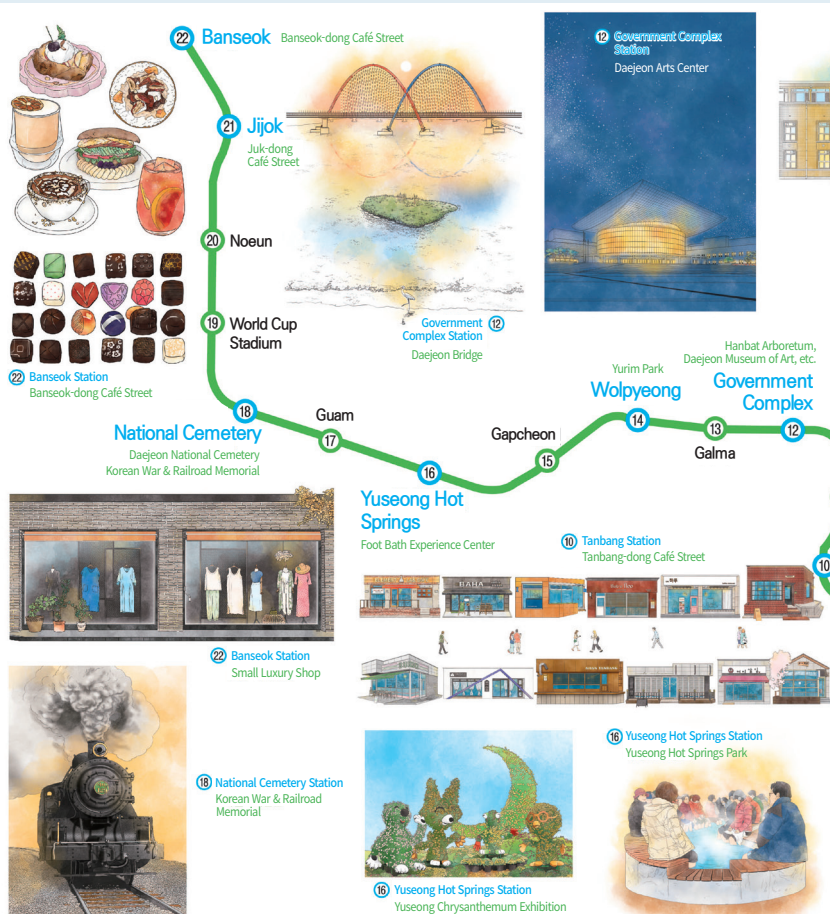 22 Banseok Banseok-dong Café Street
21 Jijok
Juk-dong
Café Street
20 Noeun
19 World Cup
Stadium
22 Banseok Station
Banseok-dong Café Street
12 Government Complex
Station
Daejeon Arts Center
Government 12
Complex Station
Daejeon Bridge
18
National Cemetery
Daejeon National Cemetery
Korean War & Railroad Memorial
Guam
17
16
Yuseong Hot
Springs
Foot Bath Experience Center
Gapcheon
15
Yurim Park
Wolpyeong
14
13
Galma
Hanbat Arboretum,
Daejeon Museum of Art, etc.
Government
Complex
12
10 Tanbang Station
Tanbang-dong Café Street
10
BAHA
22 Banseok Station
Small Luxury Shop
18 National Cemetery Station
Korean War & Railroad
Memorial
16 Yuseong Hot Springs Station
Yuseong Chrysanthemum Exhibition
16 Yuseong Hot Springs Station
Yuseong Hot Springs Park